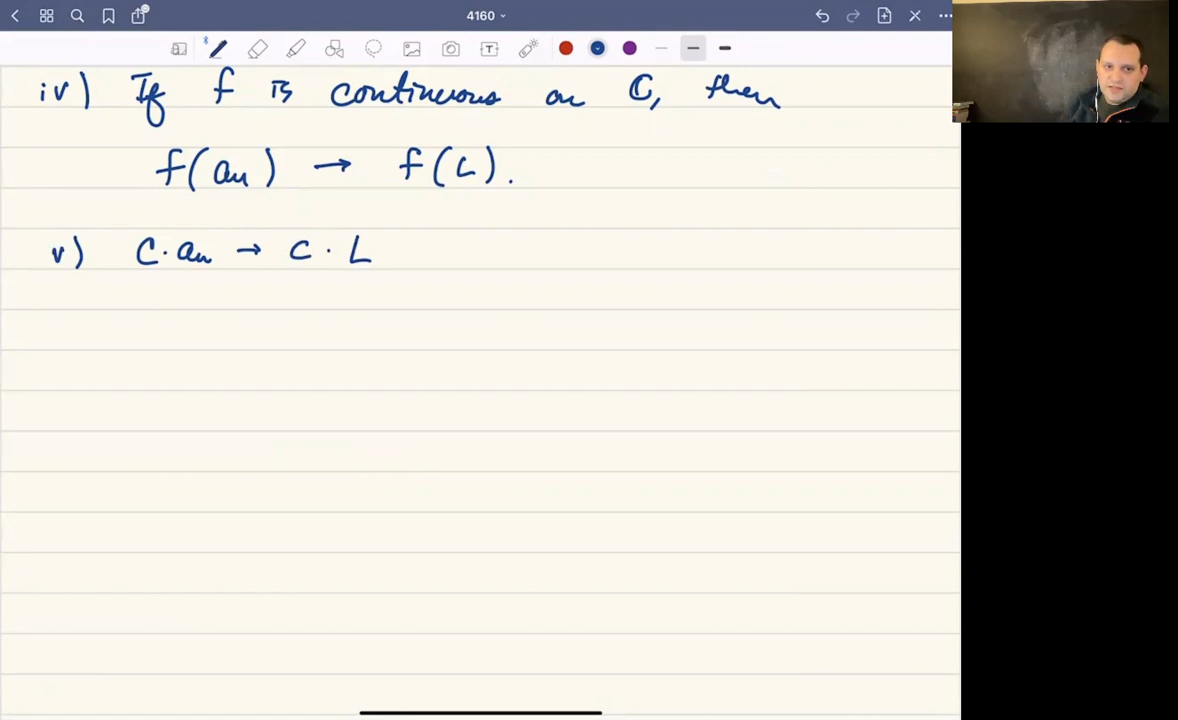 4160
iv) If f is continuous on ℂ, then
f(an) → f(L).
v) C·an → C·L